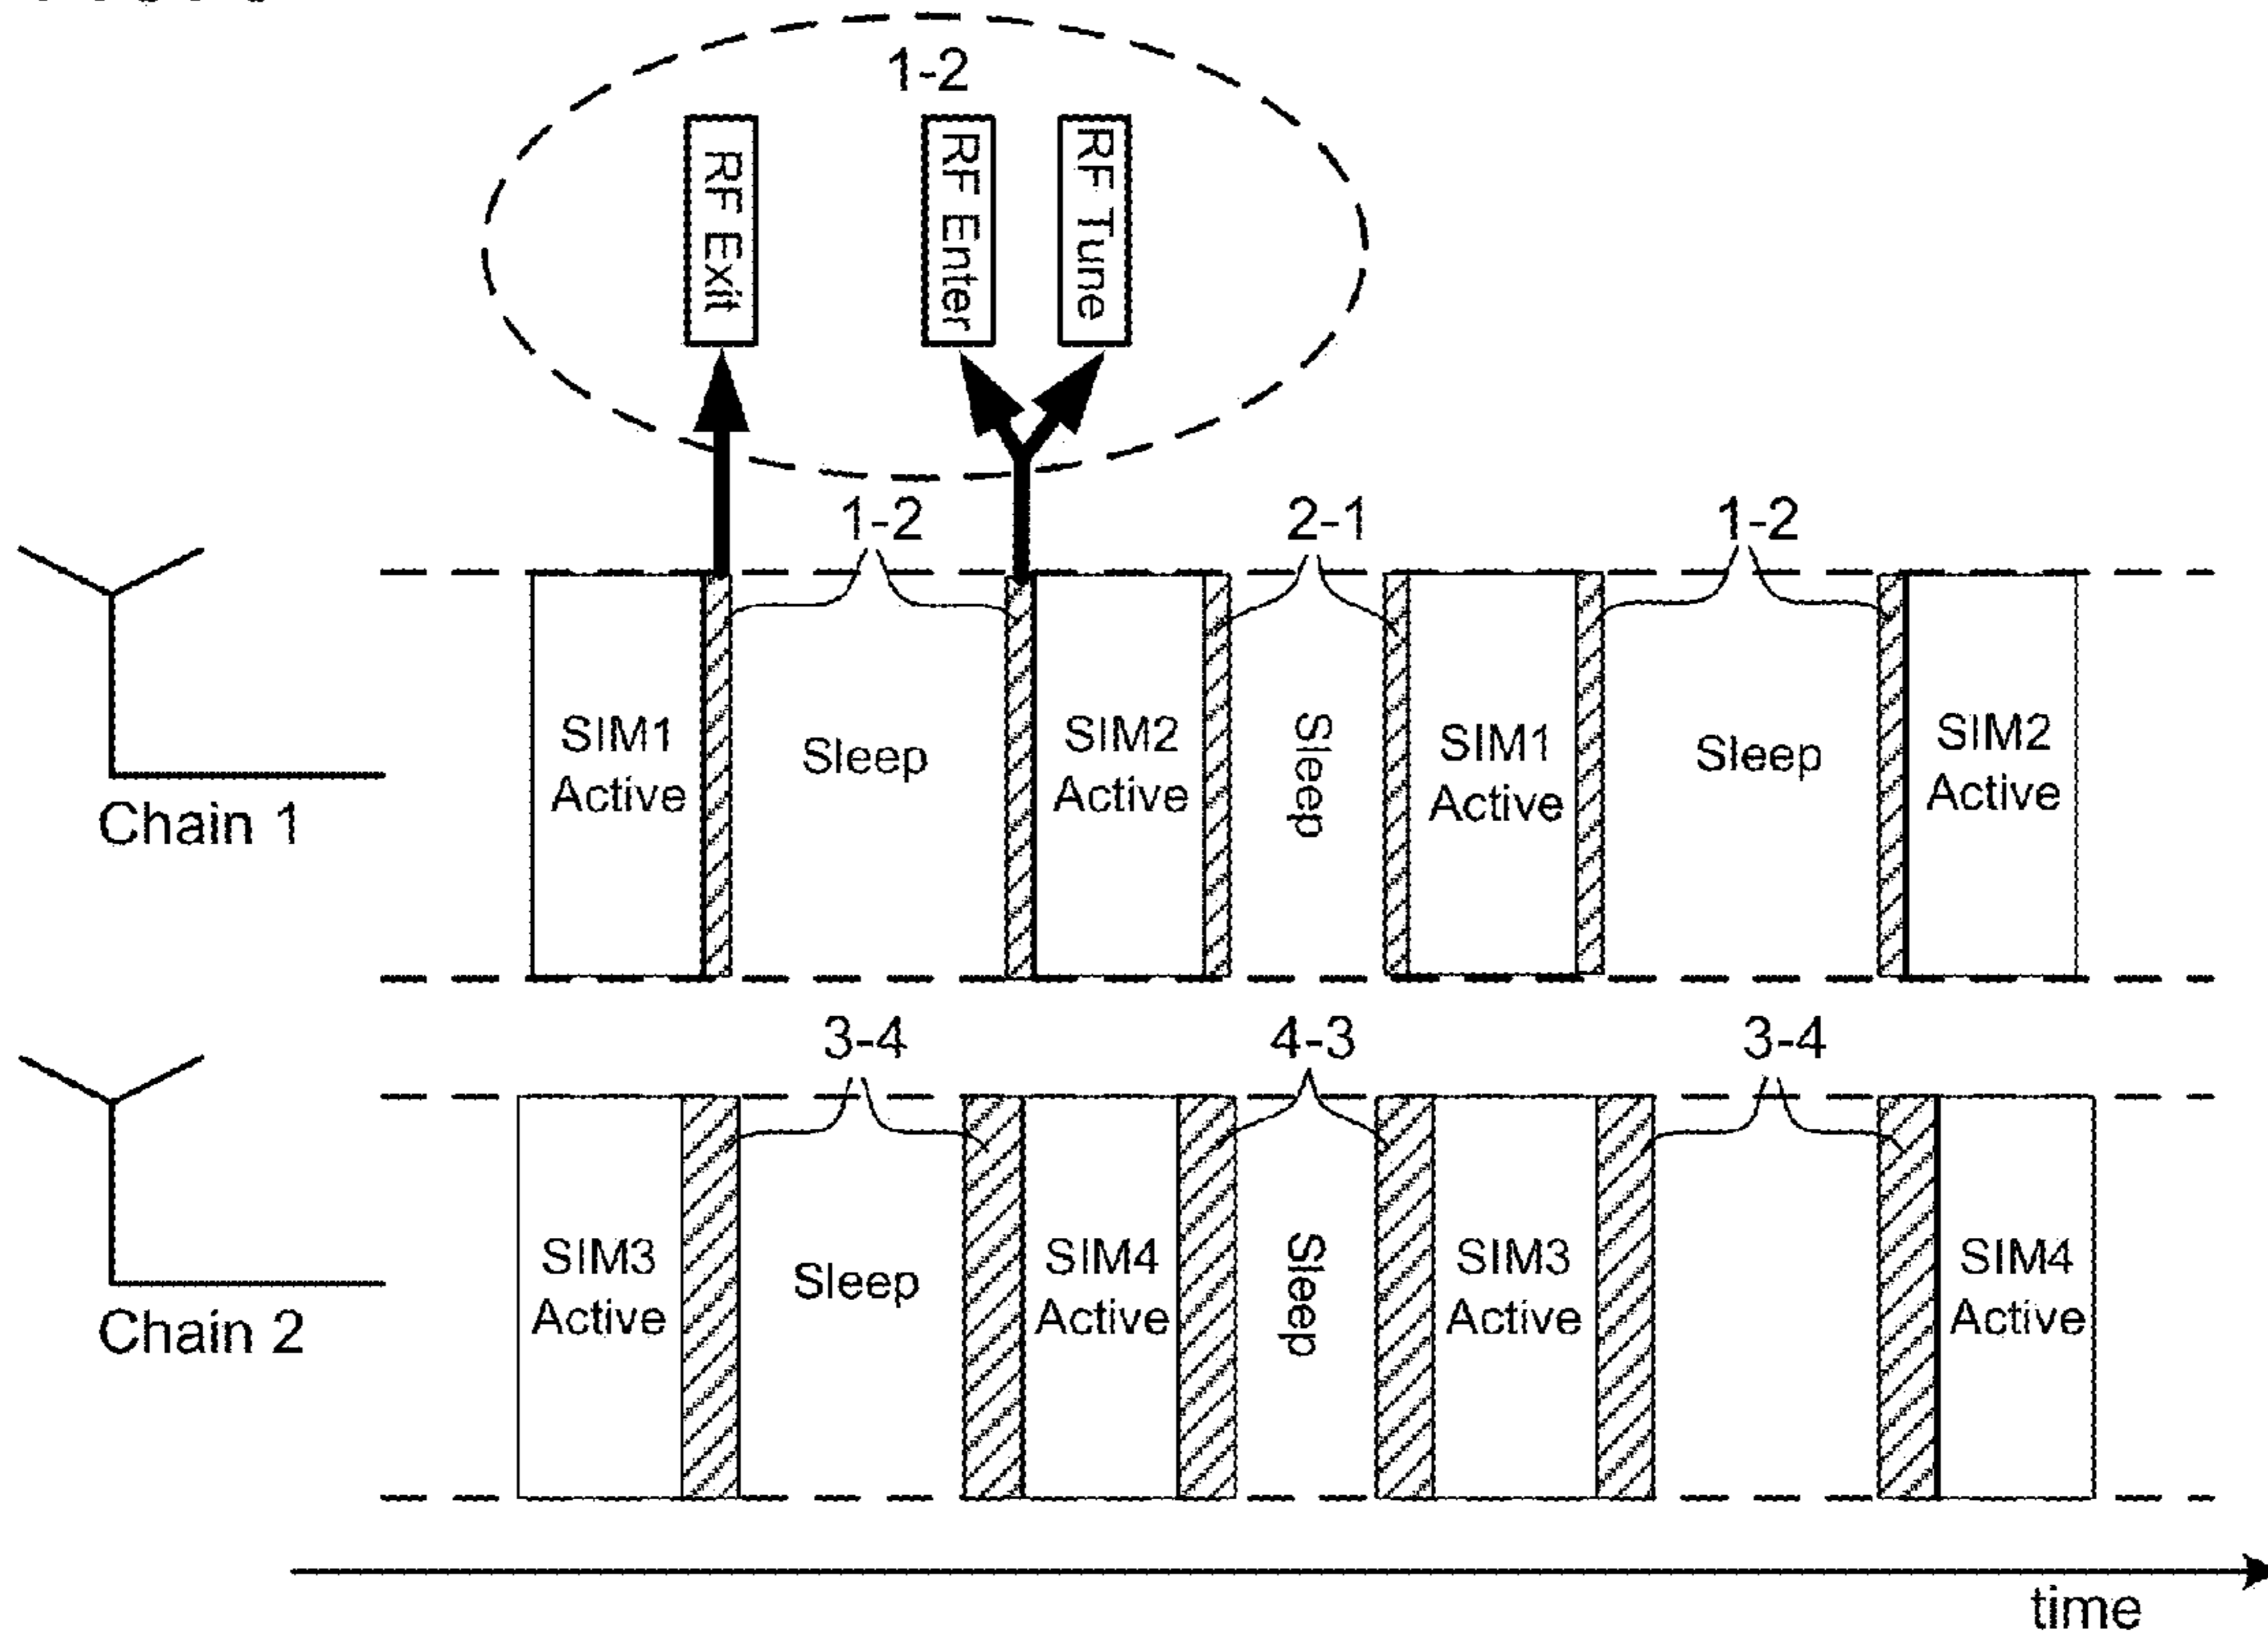 1-2
RF Exit
RF Enter
RF Tune
1-2
2-1
1-2
SIM1
Active
Sleep
SIM2
Active
Sleep
SIM1
Active
Sleep
SIM2
Active
Chain 1
3-4
4-3
3-4
SIM3
Active
Sleep
SIM4
Active
Sleep
SIM3
Active
SIM4
Active
Chain 2
time